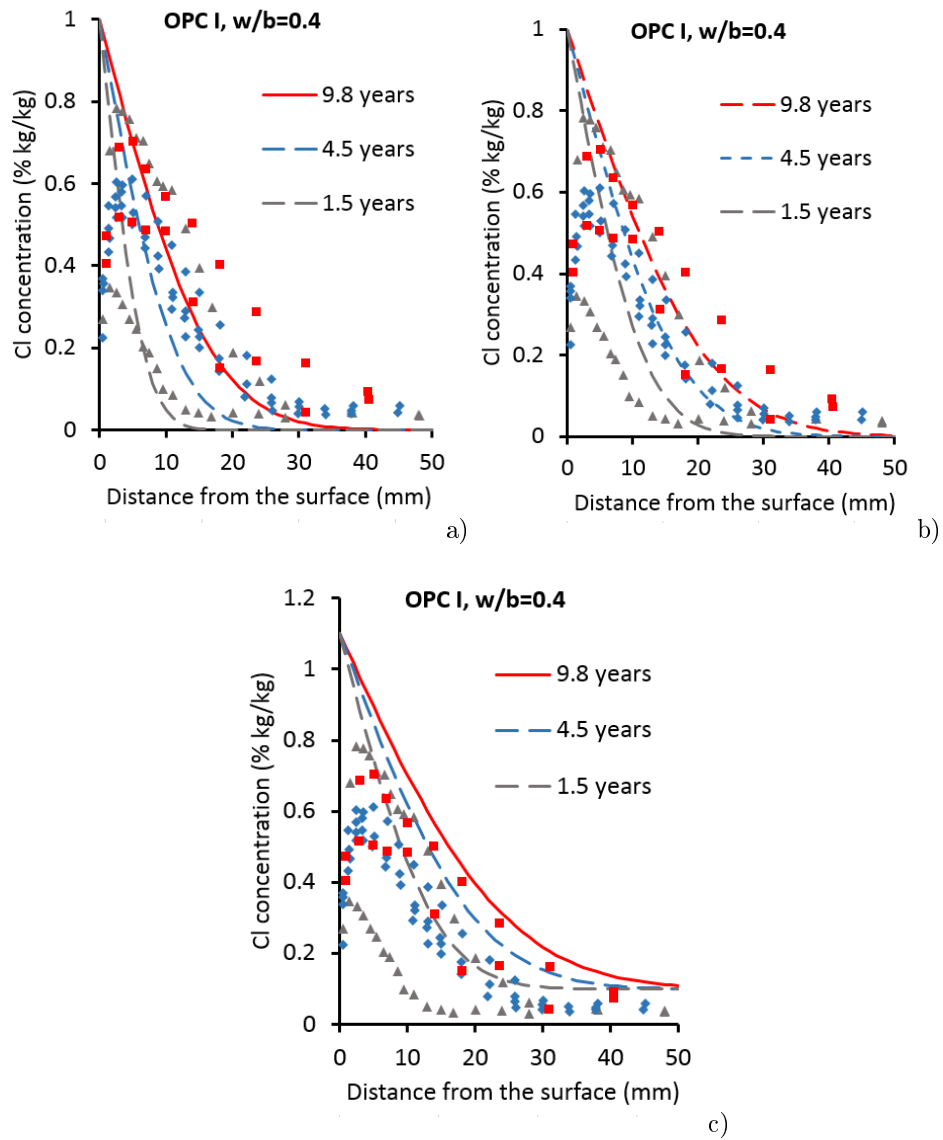 OPC I, w/b=0.4
1
0.8
0.6
0.4
0.2
0
Cl concentration (% kg/kg)
9.8 years
4.5 years
1.5 years
0 10 20 30 40 50
Distance from the surface (mm)
a)
OPC I, w/b=0.4
1
0.8
0.6
0.4
0.2
0
Cl concentration (% kg/kg)
9.8 years
4.5 years
1.5 years
0 10 20 30 40 50
Distance from the surface (mm)
b)
OPC I, w/b=0.4
1.2
1
0.8
0.6
0.4
0.2
0
Cl concentration (% kg/kg)
9.8 years
4.5 years
1.5 years
0 10 20 30 40 50
Distance from the surface (mm)
c)